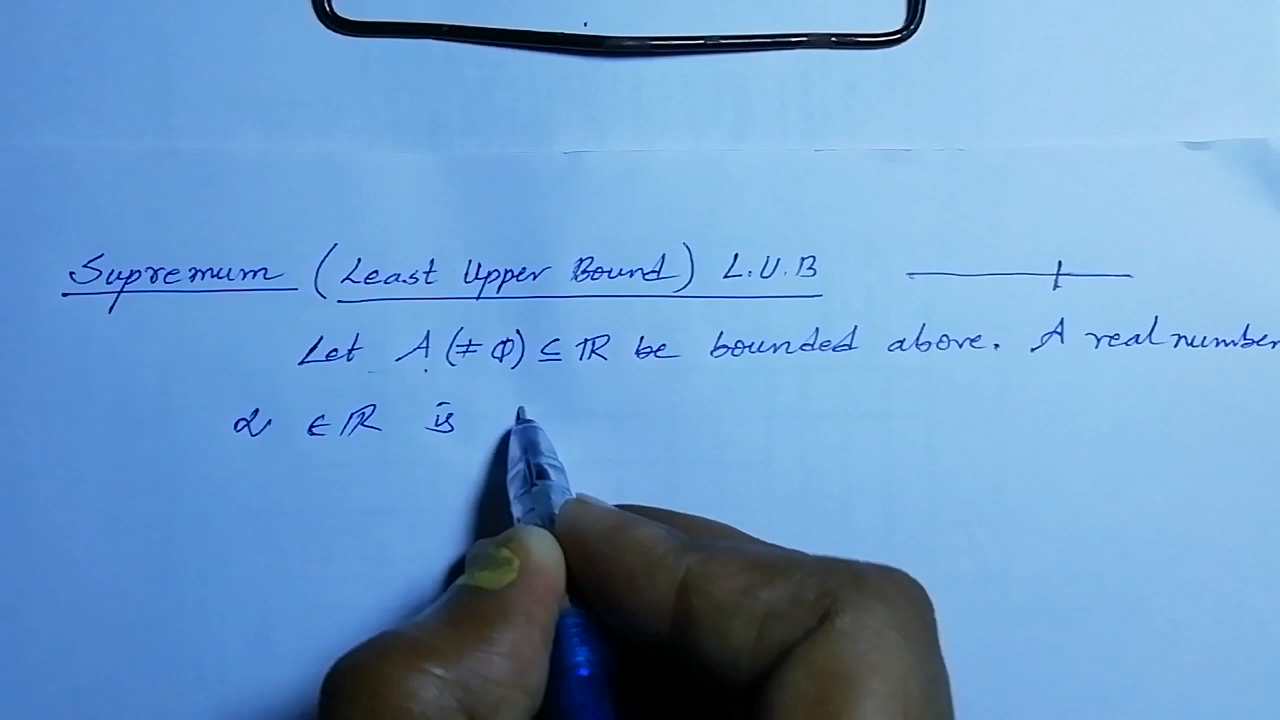 Supremum (Least Upper Bound) L.U.B
Let A (≠ Φ) ⊆ ℝ be bounded above. A real number
α ∈ ℝ is